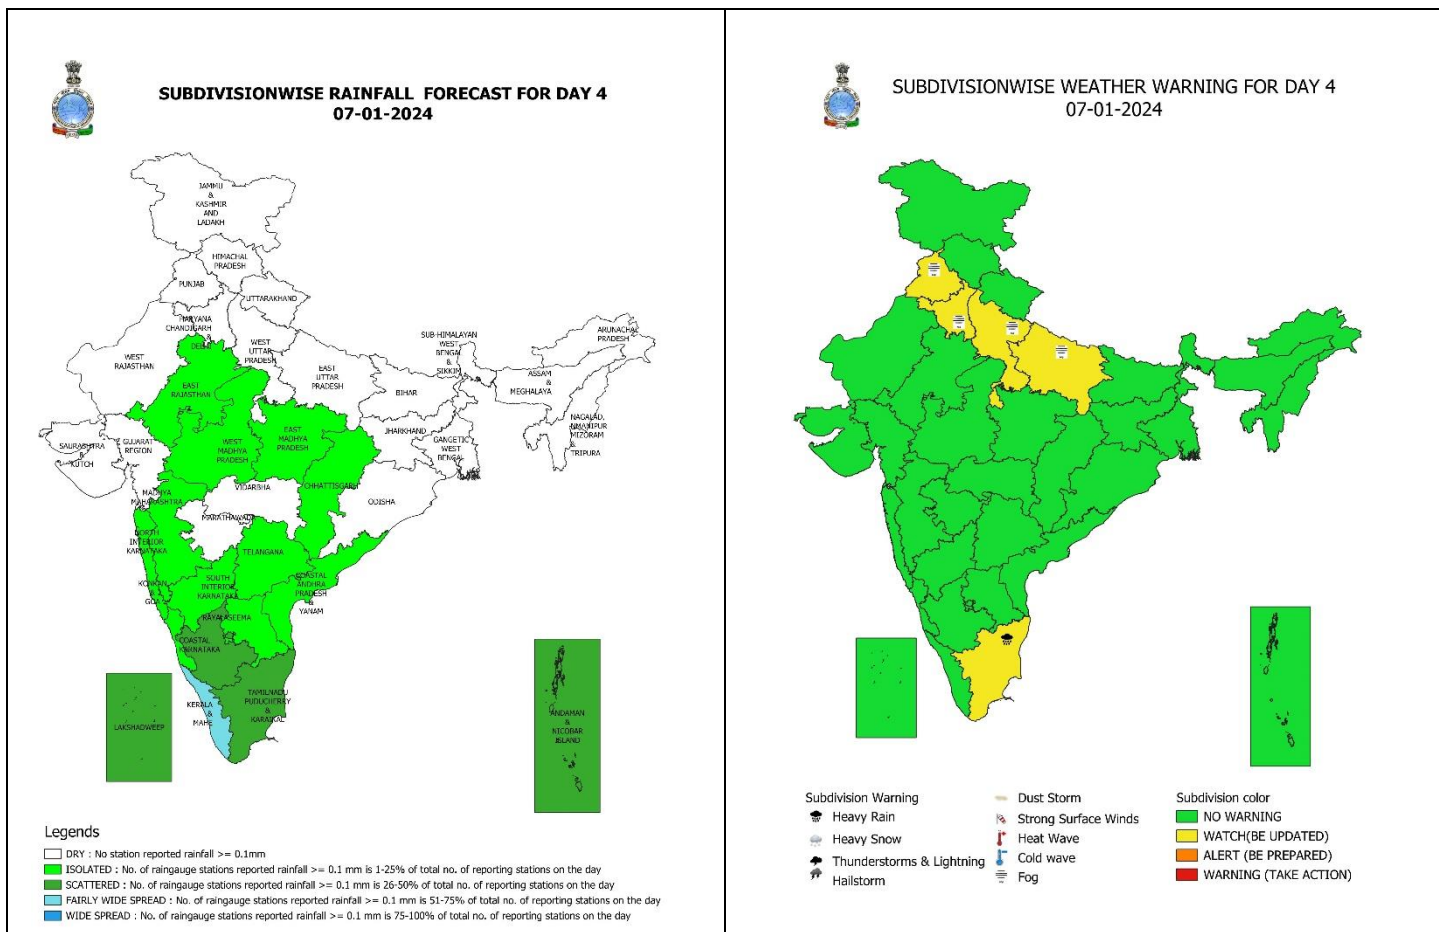 SUBDIVISIONWISE RAINFALL FORECAST FOR DAY 4
07-01-2024
JAMMU
&
KASHMIR
AND
LADAKH
HIMACHAL
PRADESH
PUNJAB
UTTARAKHAND
HARYANA
CHANDIGARH
&
DELHI
WEST
UTTAR
PRADESH
SUB-HIMALAYAN
WEST
BENGAL
&
SIKKIM
ARUNACHAL
PRADESH
WEST
RAJASTHAN
EAST
UTTAR
PRADESH
ASSAM
&
MEGHALAYA
EAST
RAJASTHAN
BIHAR
NAGALAD,
MANIPUR
MIZORAM
&
TRIPURA
SAURASHTRA
&
KUTCH
GUJARAT
REGION
WEST
MADHYA
PRADESH
EAST
MADHYA
PRADESH
JHARKHAND
GANGETIC
WEST
BENGAL
VIDARBHA
CHHATTISGARH
ODISHA
MADHYA
MAHARASHTRA
MARATHAWADA
NORTH
INTERIOR
KARNATAKA
TELANGANA
KONKAN
&
GOA
SOUTH
INTERIOR
KARNATAKA
COASTAL
ANDHRA
PRADESH
&
YANAM
RAYALASEEMA
COASTAL
KARNATAKA
KERALA
&
MAHE
TAMILNADU
PUDUCHERRY
&
KARAIKAL
LAKSHADWEEP
ANDAMAN
&
NICOBAR
ISLAND
Legends
DRY : No station reported rainfall >= 0.1mm
ISOLATED : No. of raingauge stations reported rainfall >= 0.1 mm is 1-25% of total no. of reporting stations on the day
SCATTERED : No. of raingauge stations reported rainfall >= 0.1 mm is 26-50% of total no. of reporting stations on the day
FAIRLY WIDE SPREAD : No. of raingauge stations reported rainfall >= 0.1 mm is 51-75% of total no. of reporting stations on the day
WIDE SPREAD : No. of raingauge stations reported rainfall >= 0.1 mm is 75-100% of total no. of reporting stations on the day
SUBDIVISIONWISE WEATHER WARNING FOR DAY 4
07-01-2024
Subdivision Warning
Heavy Rain
Heavy Snow
Thunderstorms & Lightning
Hailstorm
Dust Storm
Strong Surface Winds
Heat Wave
Cold wave
Fog
Subdivision color
NO WARNING
WATCH(BE UPDATED)
ALERT (BE PREPARED)
WARNING (TAKE ACTION)